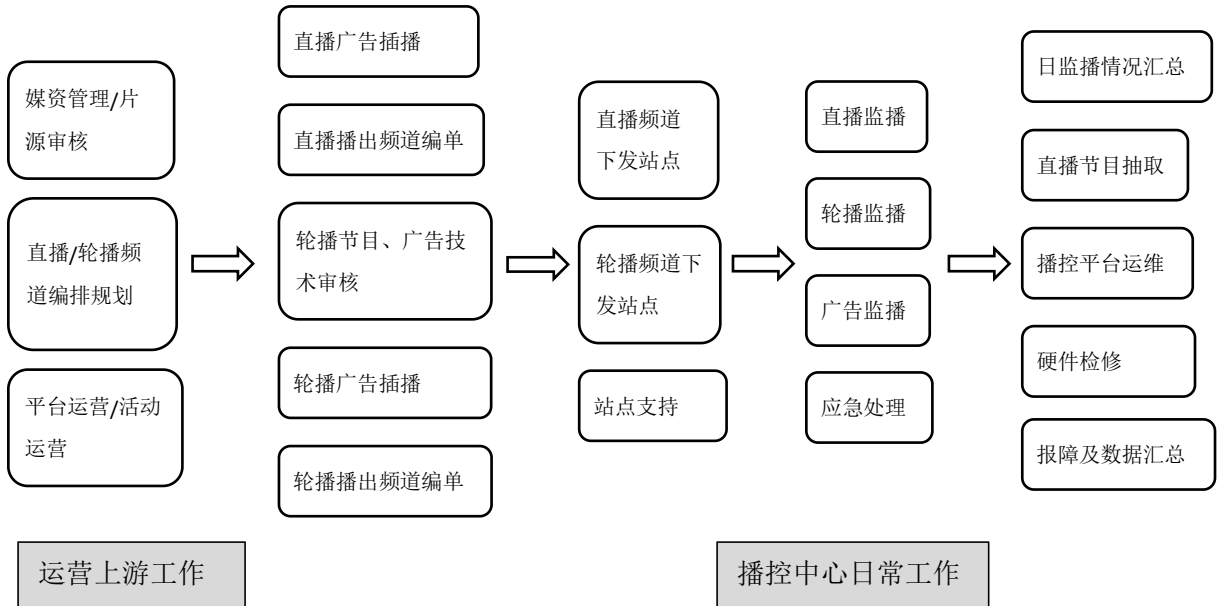 媒资管理/片
源审核
直播/轮播频
道编排规划
平台运营/活动
运营
直播广告插播
直播播出频道编单
轮播节目、广告技
术审核
轮播广告插播
轮播播出频道编单
直播频道
下发站点
轮播频道下
发站点
站点支持
直播监播
轮播监播
广告监播
应急处理
日监播情况汇总
直播节目抽取
播控平台运维
硬件检修
报障及数据汇总
运营上游工作
播控中心日常工作